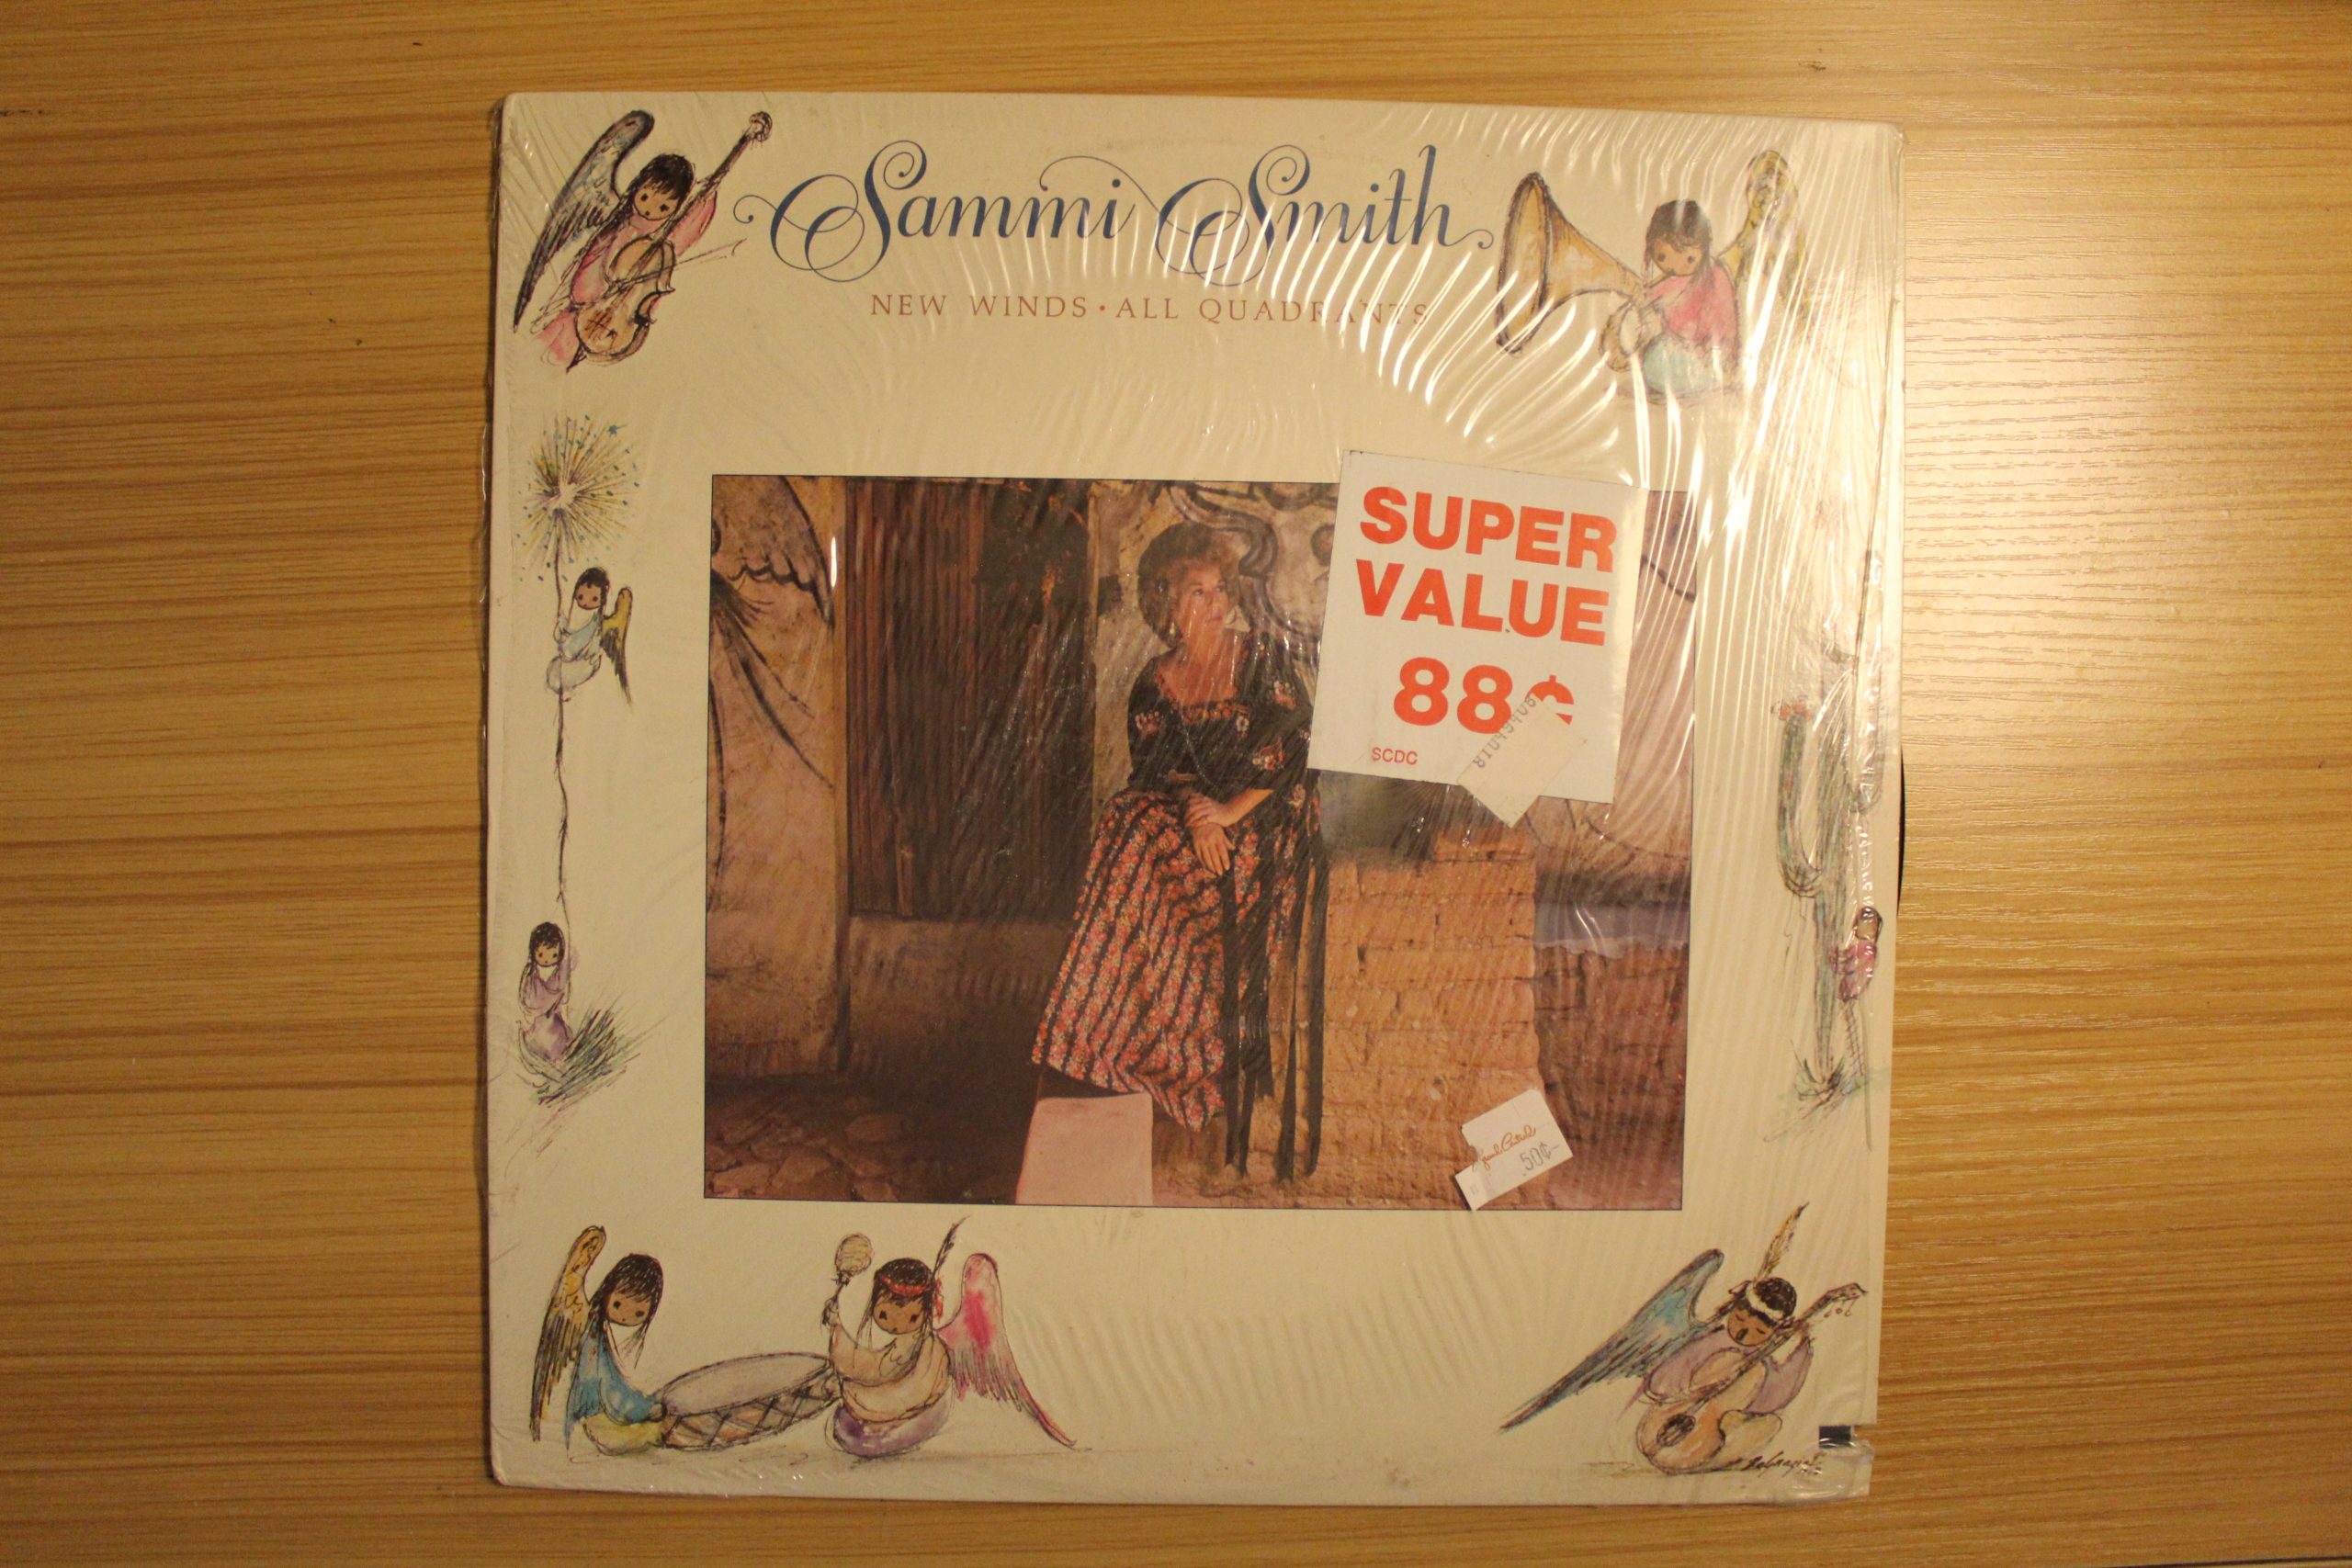 Sammi Smith
NEW WINDS • ALL QUADRANTS
SUPER
VALUE
88¢
SCDC
.50¢